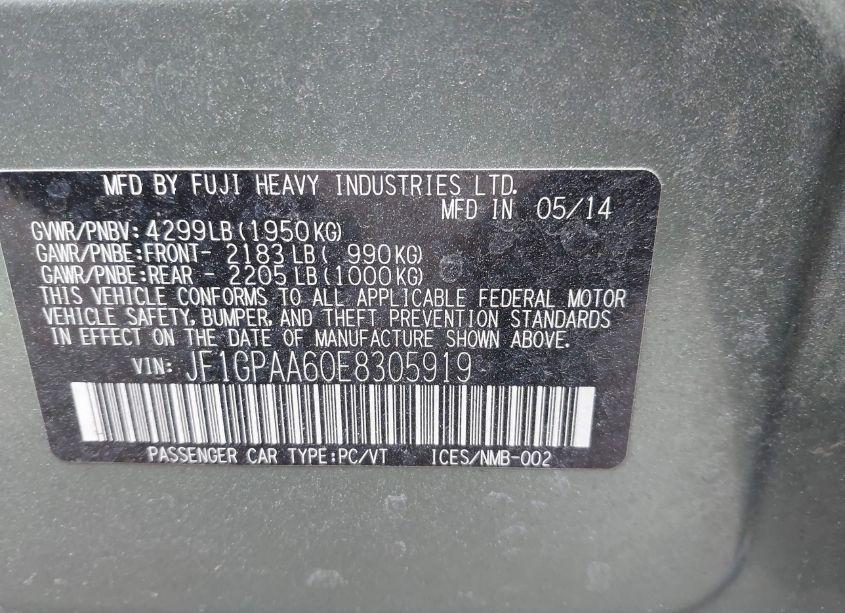 MFD BY FUJI HEAVY INDUSTRIES LTD.
MFD IN 05/14
GVWR/PNBV: 4299LB(1950KG)
GAWR/PNBE:FRONT- 2183LB( 990KG)
GAWR/PNBE:REAR - 2205LB(1000KG)
THIS VEHICLE CONFORMS TO ALL APPLICABLE FEDERAL MOTOR
VEHICLE SAFETY, BUMPER, AND THEFT PREVENTION STANDARDS
IN EFFECT ON THE DATE OF MANUFACTURE SHOWN ABOVE.
VIN: JF1GPAA60E8305919
PASSENGER CAR TYPE:PC/VT ICES/NMB-002